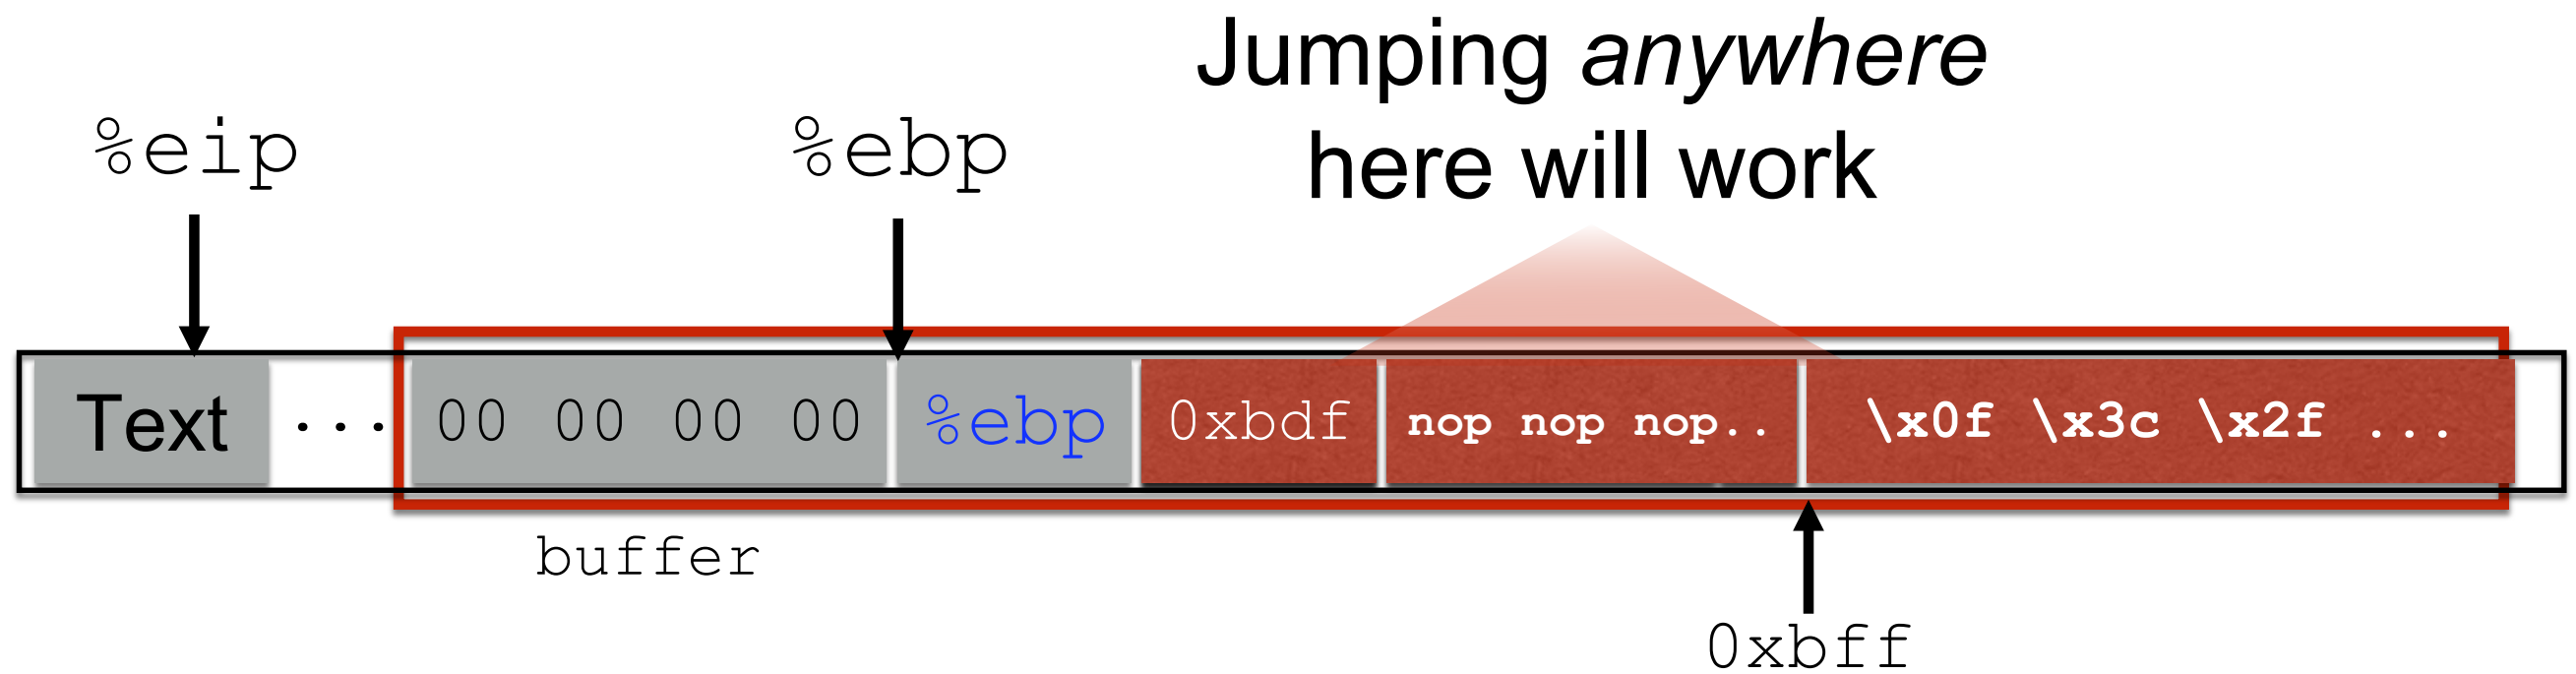 Jumping anywhere
here will work
%eip
%ebp
Text ... 00 00 00 00 %ebp 0xbdf nop nop nop.. \x0f \x3c \x2f ...
buffer
0xbff